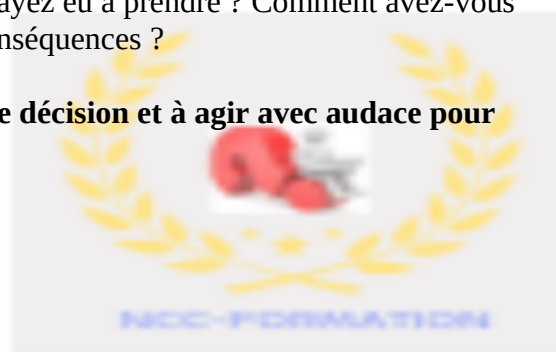 ayez eu à prendre ? Comment avez-vous
nséquences ?
e décision et à agir avec audace pour
NCC-FORMATION